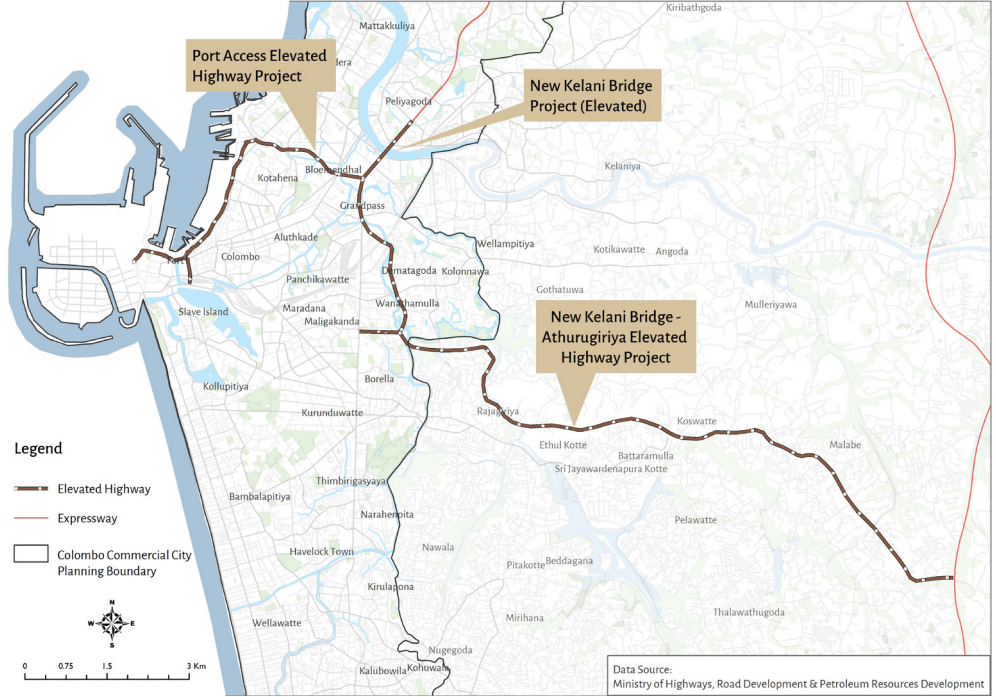 Kiribathgoda
Mattakkuliya
Port Access Elevated
Highway Project
dera
New Kelani Bridge
Project (Elevated)
Peliyagoda
Bloemendhal
Kotahena
Kelaniya
Grandpass
Aluthkade
Wellampitiya
Kotikawatte
Angoda
Colombo
Fort
Dematagoda
Kolonnawa
Panchikawatte
Gothatuwa
Mulleriyawa
Maradana
Wanathamulla
Slave Island
Maligakanda
New Kelani Bridge -
Athurugiriya Elevated
Highway Project
Borella
Kollupitiya
Kurunduwatte
Rajagiriya
Koswatte
Ethul Kotte
Malabe
Battaramulla
Sri Jayawardenapura Kotte
Legend
Elevated Highway
Expressway
Colombo Commercial City
Planning Boundary
Thimbirigasyaya
Bambalapitiya
Narahenpita
Pelawatte
Havelock Town
Nawala
Pitakotte
Beddagana
Kirulapona
Mirihana
Thalawathugoda
Wellawatte
Nugegoda
Kalubowila
Kohuwala
N
W
E
S
0 0.75 1.5 3 Km
Data Source:
Ministry of Highways, Road Development & Petroleum Resources Development